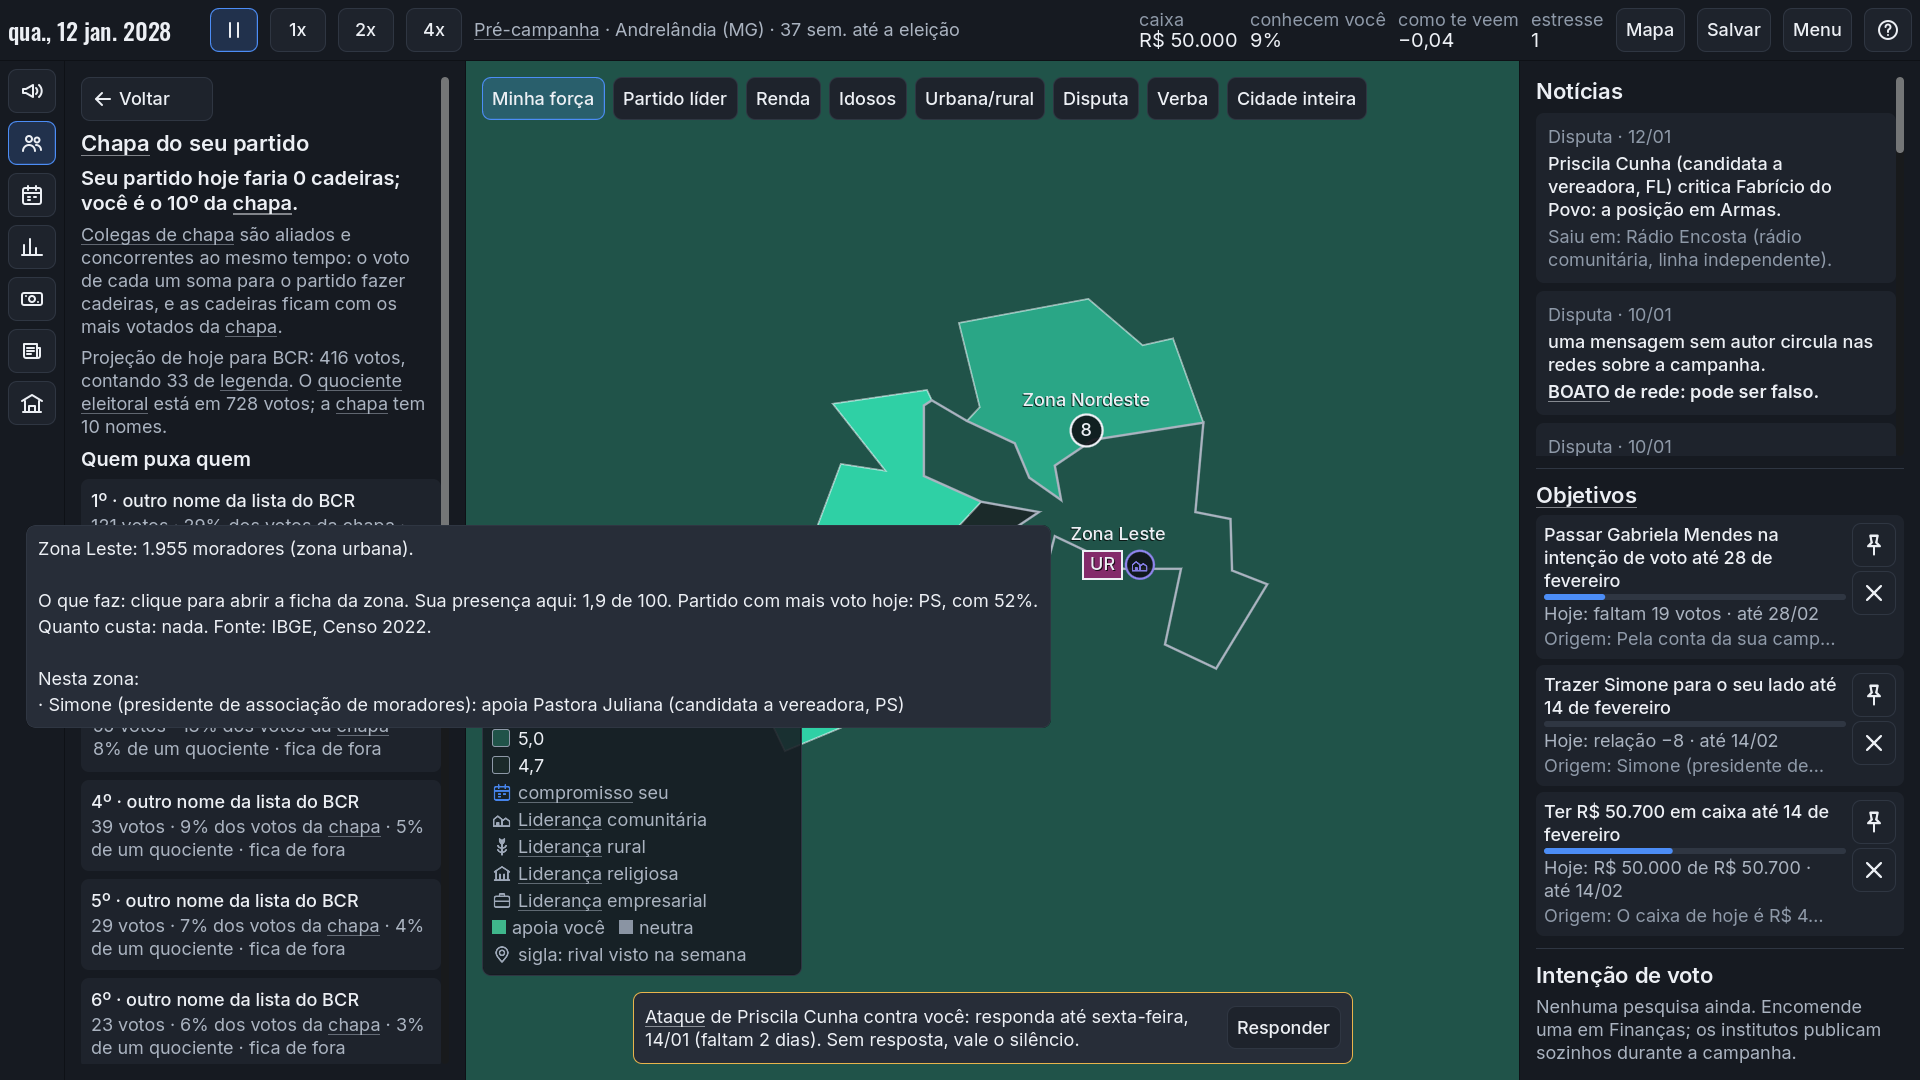 qua., 12 jan. 2028
1x
2x
4x
Pré-campanha · Andrelândia (MG) · 37 sem. até a eleição
caixa
R$ 50.000
conhecem você
9%
como te veem
−0,04
estresse
1
Mapa
Salvar
Menu
Voltar
Chapa do seu partido
Seu partido hoje faria 0 cadeiras;
você é o 10º da chapa.
Colegas de chapa são aliados e
concorrentes ao mesmo tempo: o voto
de cada um soma para o partido fazer
cadeiras, e as cadeiras ficam com os
mais votados da chapa.
Projeção de hoje para BCR: 416 votos,
contando 33 de legenda. O quociente
eleitoral está em 728 votos; a chapa tem
10 nomes.
Quem puxa quem
1º · outro nome da lista do BCR
121 votos · 29% dos votos da chapa ·
8% de um quociente · fica de fora
4º · outro nome da lista do BCR
39 votos · 9% dos votos da chapa · 5%
de um quociente · fica de fora
5º · outro nome da lista do BCR
29 votos · 7% dos votos da chapa · 4%
de um quociente · fica de fora
6º · outro nome da lista do BCR
23 votos · 6% dos votos da chapa · 3%
de um quociente · fica de fora
Minha força
Partido líder
Renda
Idosos
Urbana/rural
Disputa
Verba
Cidade inteira
Zona Nordeste
8
Zona Leste
UR
Zona Leste: 1.955 moradores (zona urbana).
O que faz: clique para abrir a ficha da zona. Sua presença aqui: 1,9 de 100. Partido com mais voto hoje: PS, com 52%.
Quanto custa: nada. Fonte: IBGE, Censo 2022.
Nesta zona:
· Simone (presidente de associação de moradores): apoia Pastora Juliana (candidata a vereadora, PS)
5,0
4,7
compromisso seu
Liderança comunitária
Liderança rural
Liderança religiosa
Liderança empresarial
apoia você
neutra
sigla: rival visto na semana
Ataque de Priscila Cunha contra você: responda até sexta-feira,
14/01 (faltam 2 dias). Sem resposta, vale o silêncio.
Responder
Notícias
Disputa · 12/01
Priscila Cunha (candidata a
vereadora, FL) critica Fabrício do
Povo: a posição em Armas.
Saiu em: Rádio Encosta (rádio
comunitária, linha independente).
Disputa · 10/01
uma mensagem sem autor circula nas
redes sobre a campanha.
BOATO de rede: pode ser falso.
Disputa · 10/01
Objetivos
Passar Gabriela Mendes na
intenção de voto até 28 de
fevereiro
Hoje: faltam 19 votos · até 28/02
Origem: Pela conta da sua camp...
Trazer Simone para o seu lado até
14 de fevereiro
Hoje: relação −8 · até 14/02
Origem: Simone (presidente de...
Ter R$ 50.700 em caixa até 14 de
fevereiro
Hoje: R$ 50.000 de R$ 50.700 ·
até 14/02
Origem: O caixa de hoje é R$ 4...
Intenção de voto
Nenhuma pesquisa ainda. Encomende
uma em Finanças; os institutos publicam
sozinhos durante a campanha.